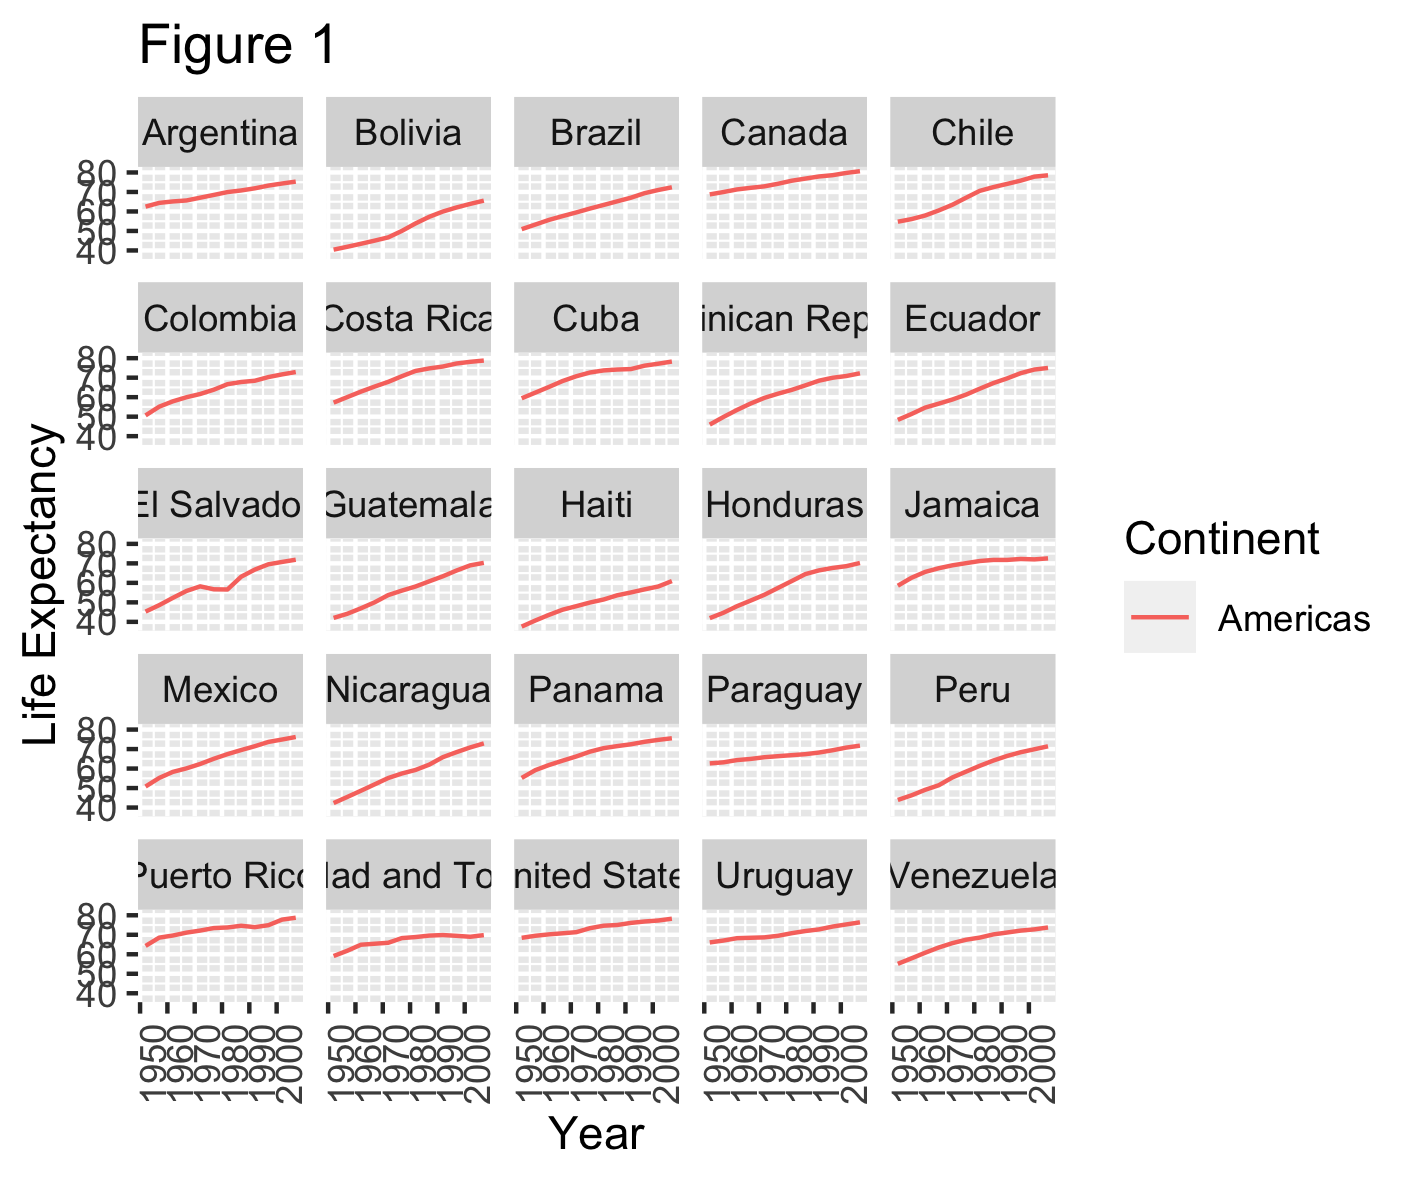 Figure 1
Argentina Bolivia Brazil Canada Chile
80
70
60
50
40
Colombia Costa Rica Cuba inican Rep Ecuador
80
70
60
50
40
El Salvado Guatemala Haiti Honduras Jamaica
80
70
60
50
40
Mexico Nicaragua Panama Paraguay Peru
80
70
60
50
40
Puerto Rico dad and To nited State Uruguay Venezuela
80
70
60
50
40
1950 1960 1970 1980 1990 2000 1950 1960 1970 1980 1990 2000 1950 1960 1970 1980 1990 2000 1950 1960 1970 1980 1990 2000 1950 1960 1970 1980 1990 2000
Year
Life Expectancy
Continent
Americas